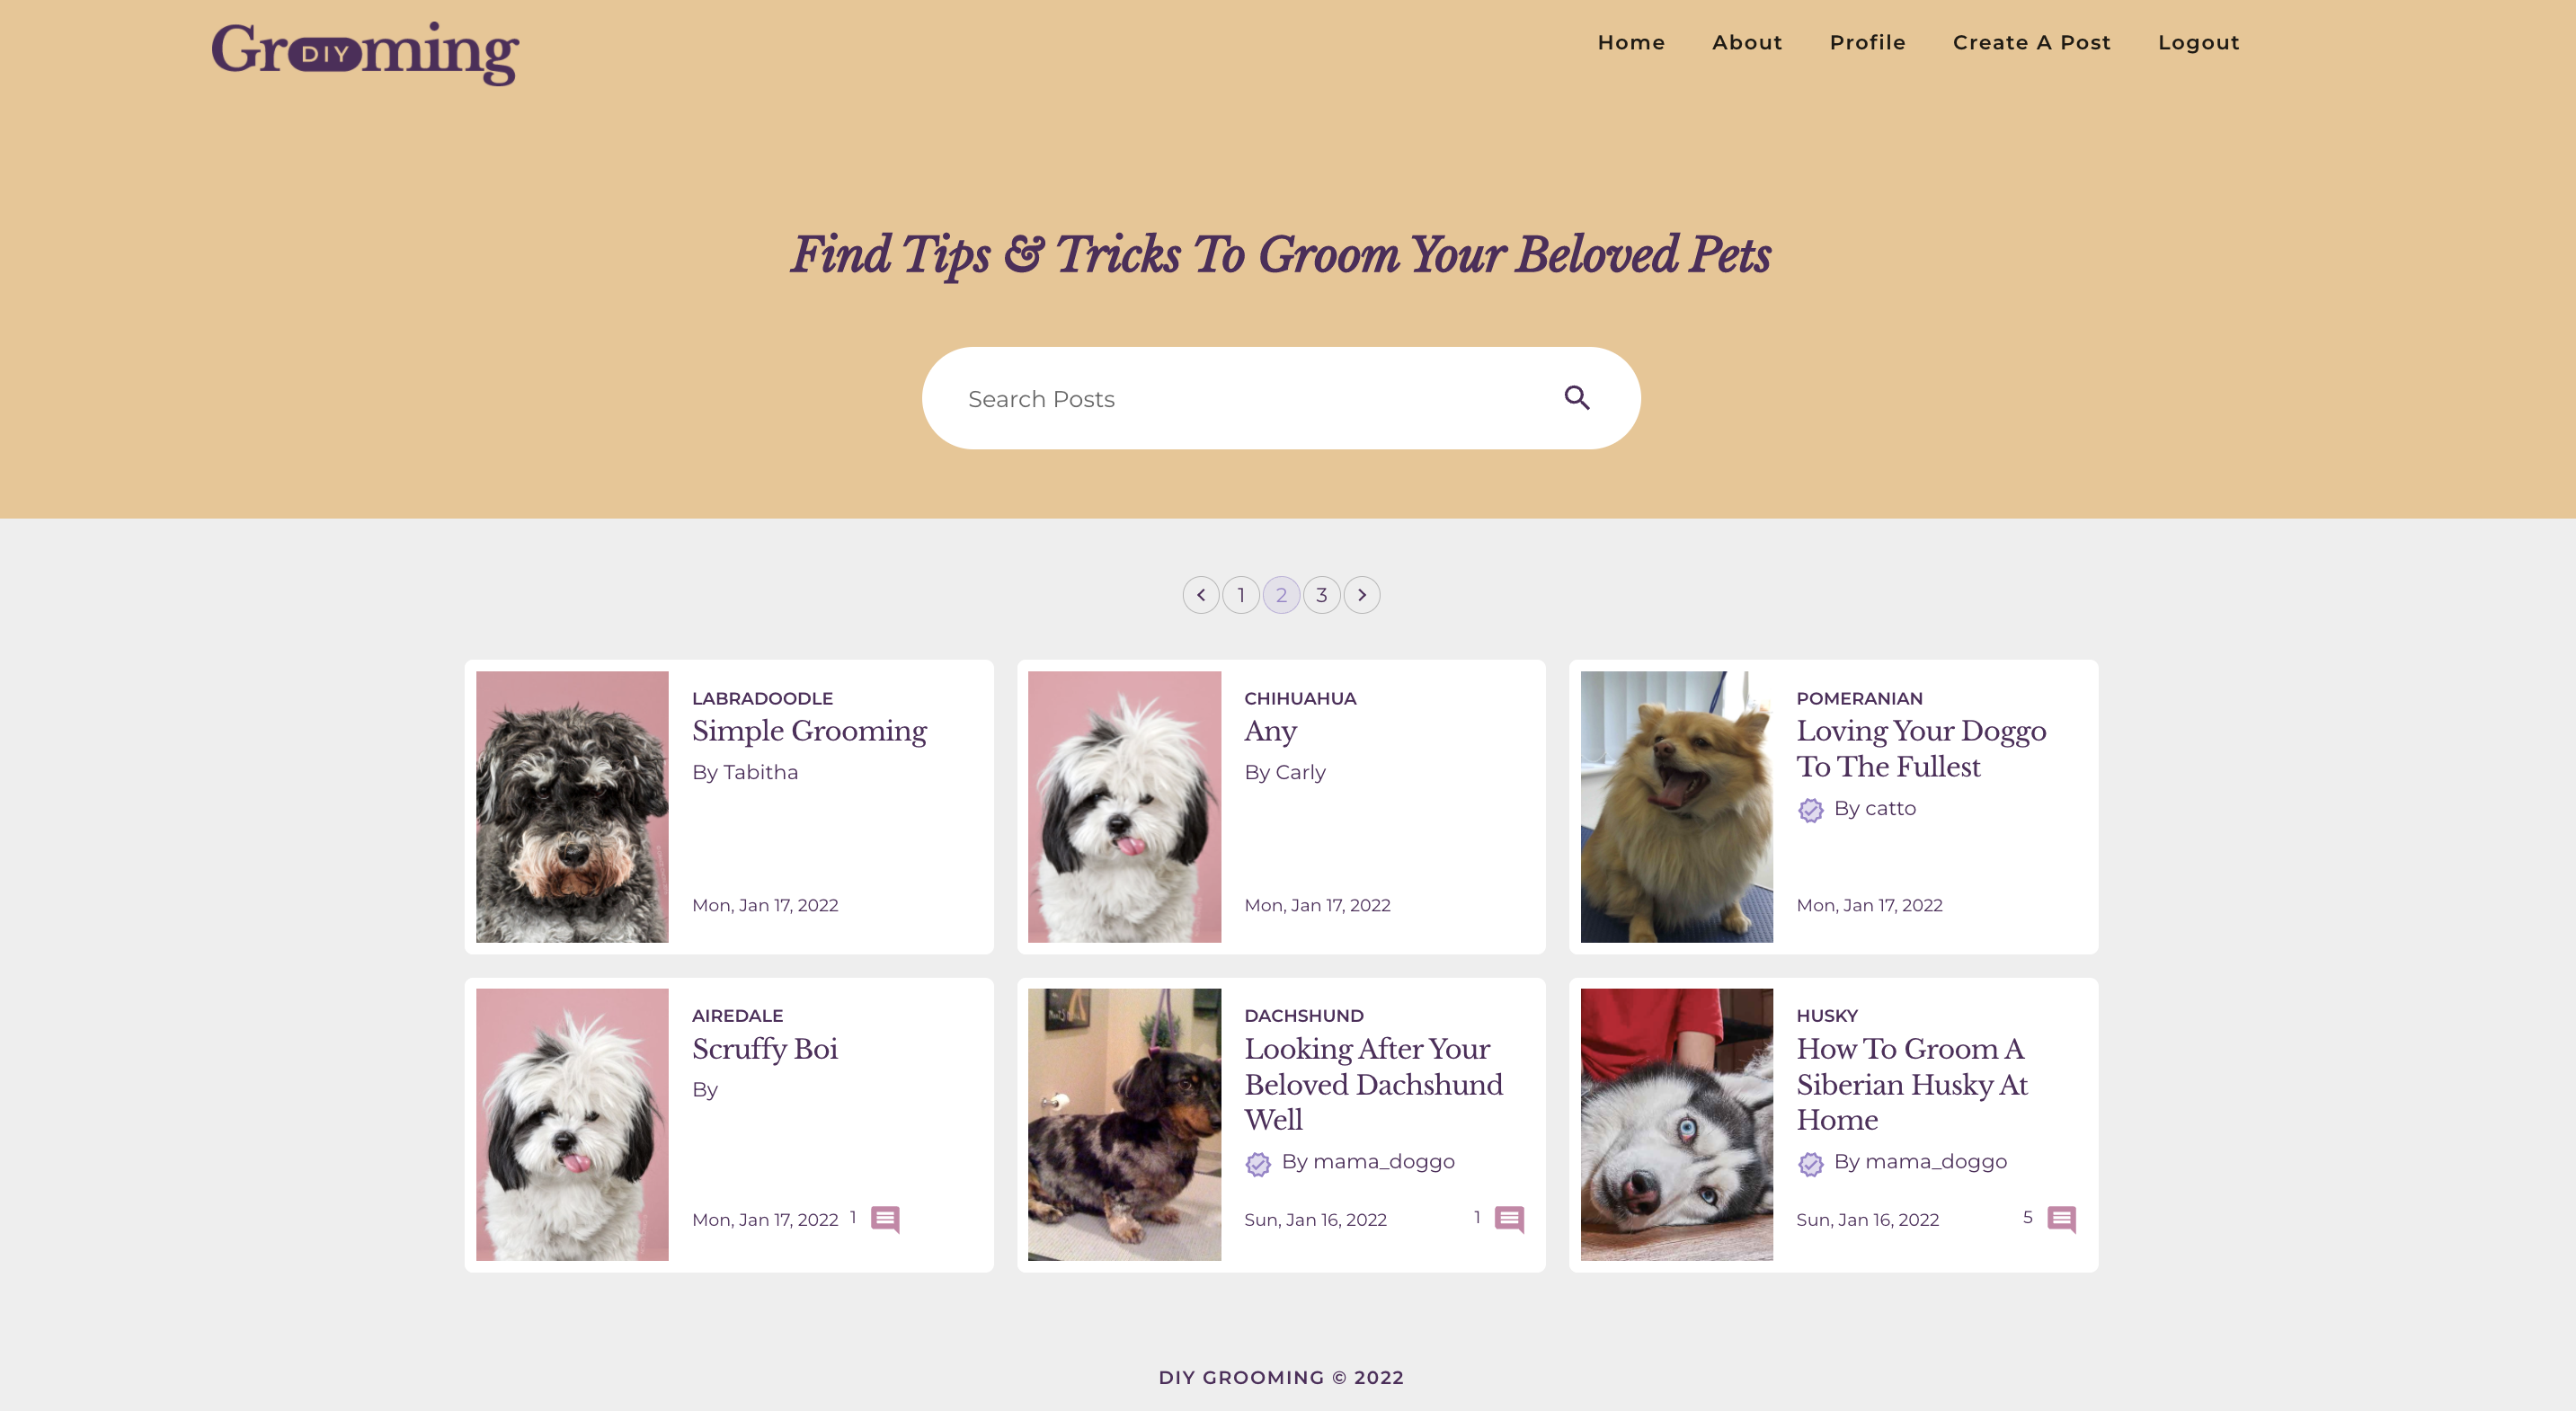 Grooming DIY
Home About Profile Create A Post Logout
Find Tips & Tricks To Groom Your Beloved Pets
Search Posts
1 2 3
LABRADOODLE
Simple Grooming
By Tabitha
Mon, Jan 17, 2022
CHIHUAHUA
Any
By Carly
Mon, Jan 17, 2022
POMERANIAN
Loving Your Doggo
To The Fullest
By catto
Mon, Jan 17, 2022
AIREDALE
Scruffy Boi
By
Mon, Jan 17, 2022 1
DACHSHUND
Looking After Your
Beloved Dachshund
Well
By mama_doggo
Sun, Jan 16, 2022 1
HUSKY
How To Groom A
Siberian Husky At
Home
By mama_doggo
Sun, Jan 16, 2022 5
DIY GROOMING © 2022